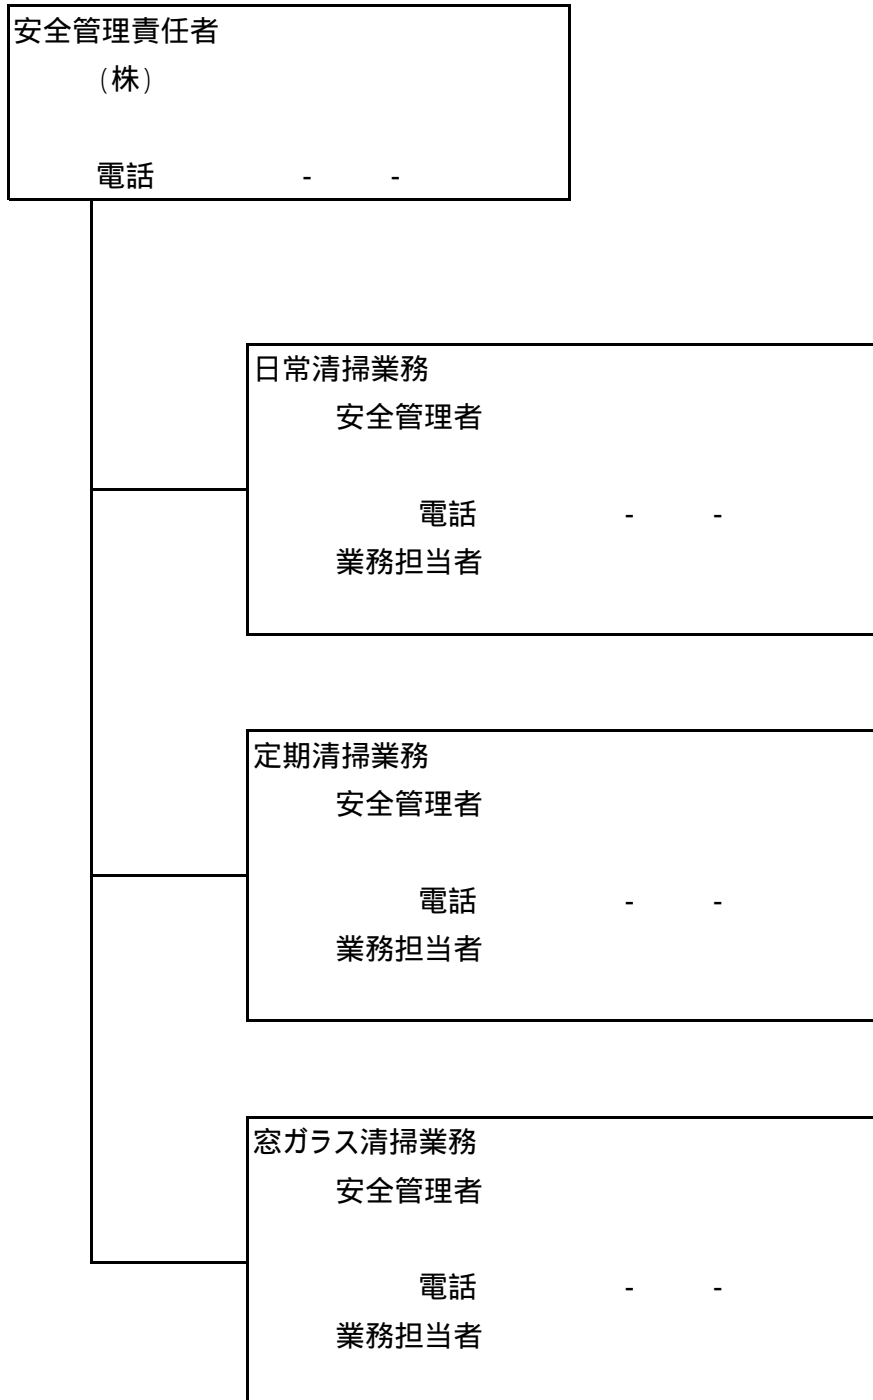 安全管理責任者
(株)
電話 - -
日常清掃業務
安全管理者
電話 - -
業務担当者
定期清掃業務
安全管理者
電話 - -
業務担当者
窓ガラス清掃業務
安全管理者
電話 - -
業務担当者